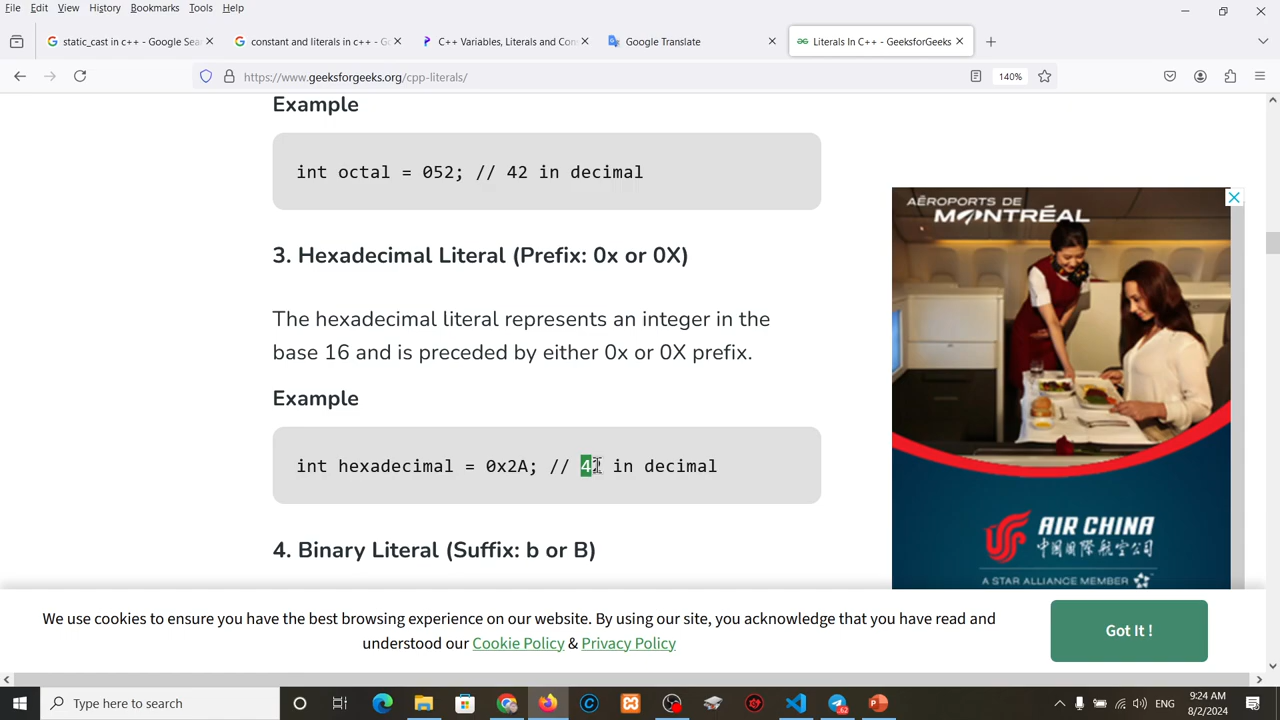 File Edit View History Bookmarks Tools Help
static_cast in c++ - Google Sea
constant and literals in c++ - G
C++ Variables, Literals and Con
Google Translate
Literals In C++ - GeeksforGeeks
https://www.geeksforgeeks.org/cpp-literals/
140%
Example
int octal = 052; // 42 in decimal
3. Hexadecimal Literal (Prefix: 0x or 0X)
The hexadecimal literal represents an integer in the
base 16 and is preceded by either 0x or 0X prefix.
Example
int hexadecimal = 0x2A; // 42 in decimal
4. Binary Literal (Suffix: b or B)
AÉROPORTS DE
MONTRÉAL
AIR CHINA
中国国際航空公司
A STAR ALLIANCE MEMBER
We use cookies to ensure you have the best browsing experience on our website. By using our site, you acknowledge that you have read and
understood our Cookie Policy & Privacy Policy
Got It !
Type here to search
62
ENG
9:24 AM
8/2/2024